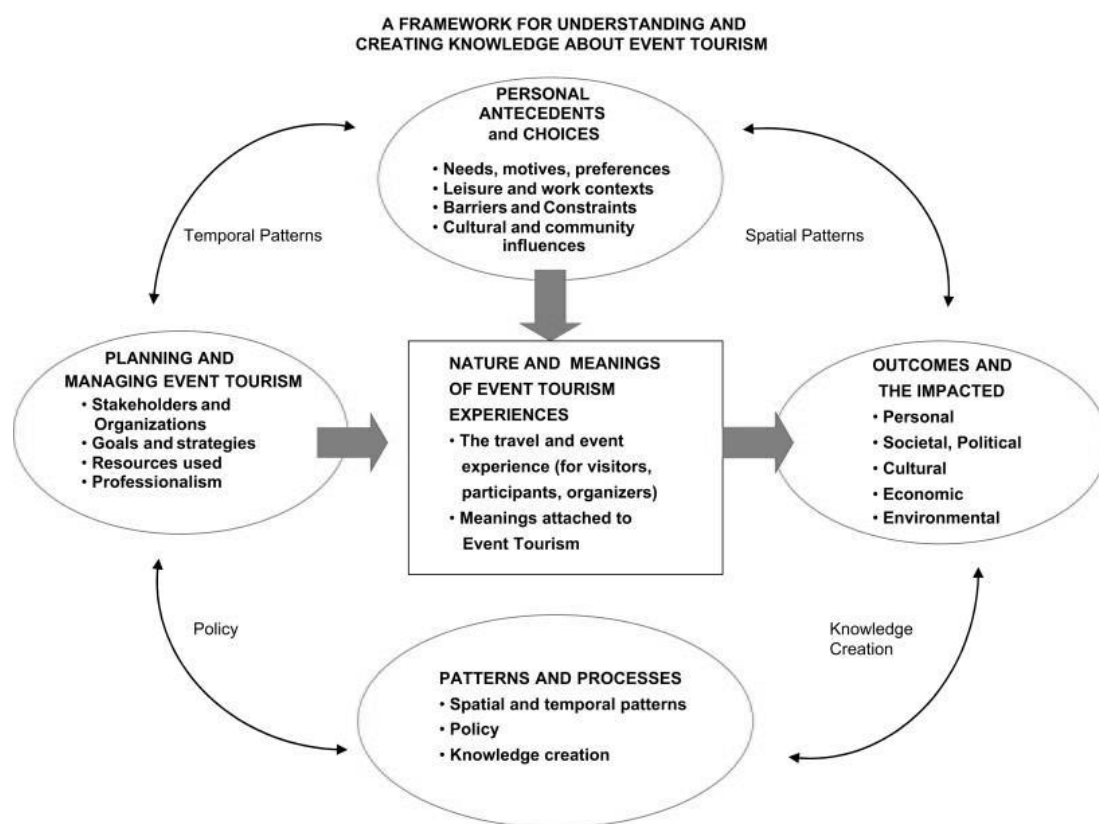 A FRAMEWORK FOR UNDERSTANDING AND
CREATING KNOWLEDGE ABOUT EVENT TOURISM
PERSONAL
ANTECEDENTS
and CHOICES
• Needs, motives, preferences
• Leisure and work contexts
• Barriers and Constraints
• Cultural and community
influences
Temporal Patterns
Spatial Patterns
PLANNING AND
MANAGING EVENT TOURISM
• Stakeholders and
Organizations
• Goals and strategies
• Resources used
• Professionalism
NATURE AND MEANINGS
OF EVENT TOURISM
EXPERIENCES
• The travel and event
experience (for visitors,
participants, organizers)
• Meanings attached to
Event Tourism
OUTCOMES AND
THE IMPACTED
• Personal
• Societal, Political
• Cultural
• Economic
• Environmental
Policy
Knowledge
Creation
PATTERNS AND PROCESSES
• Spatial and temporal patterns
• Policy
• Knowledge creation